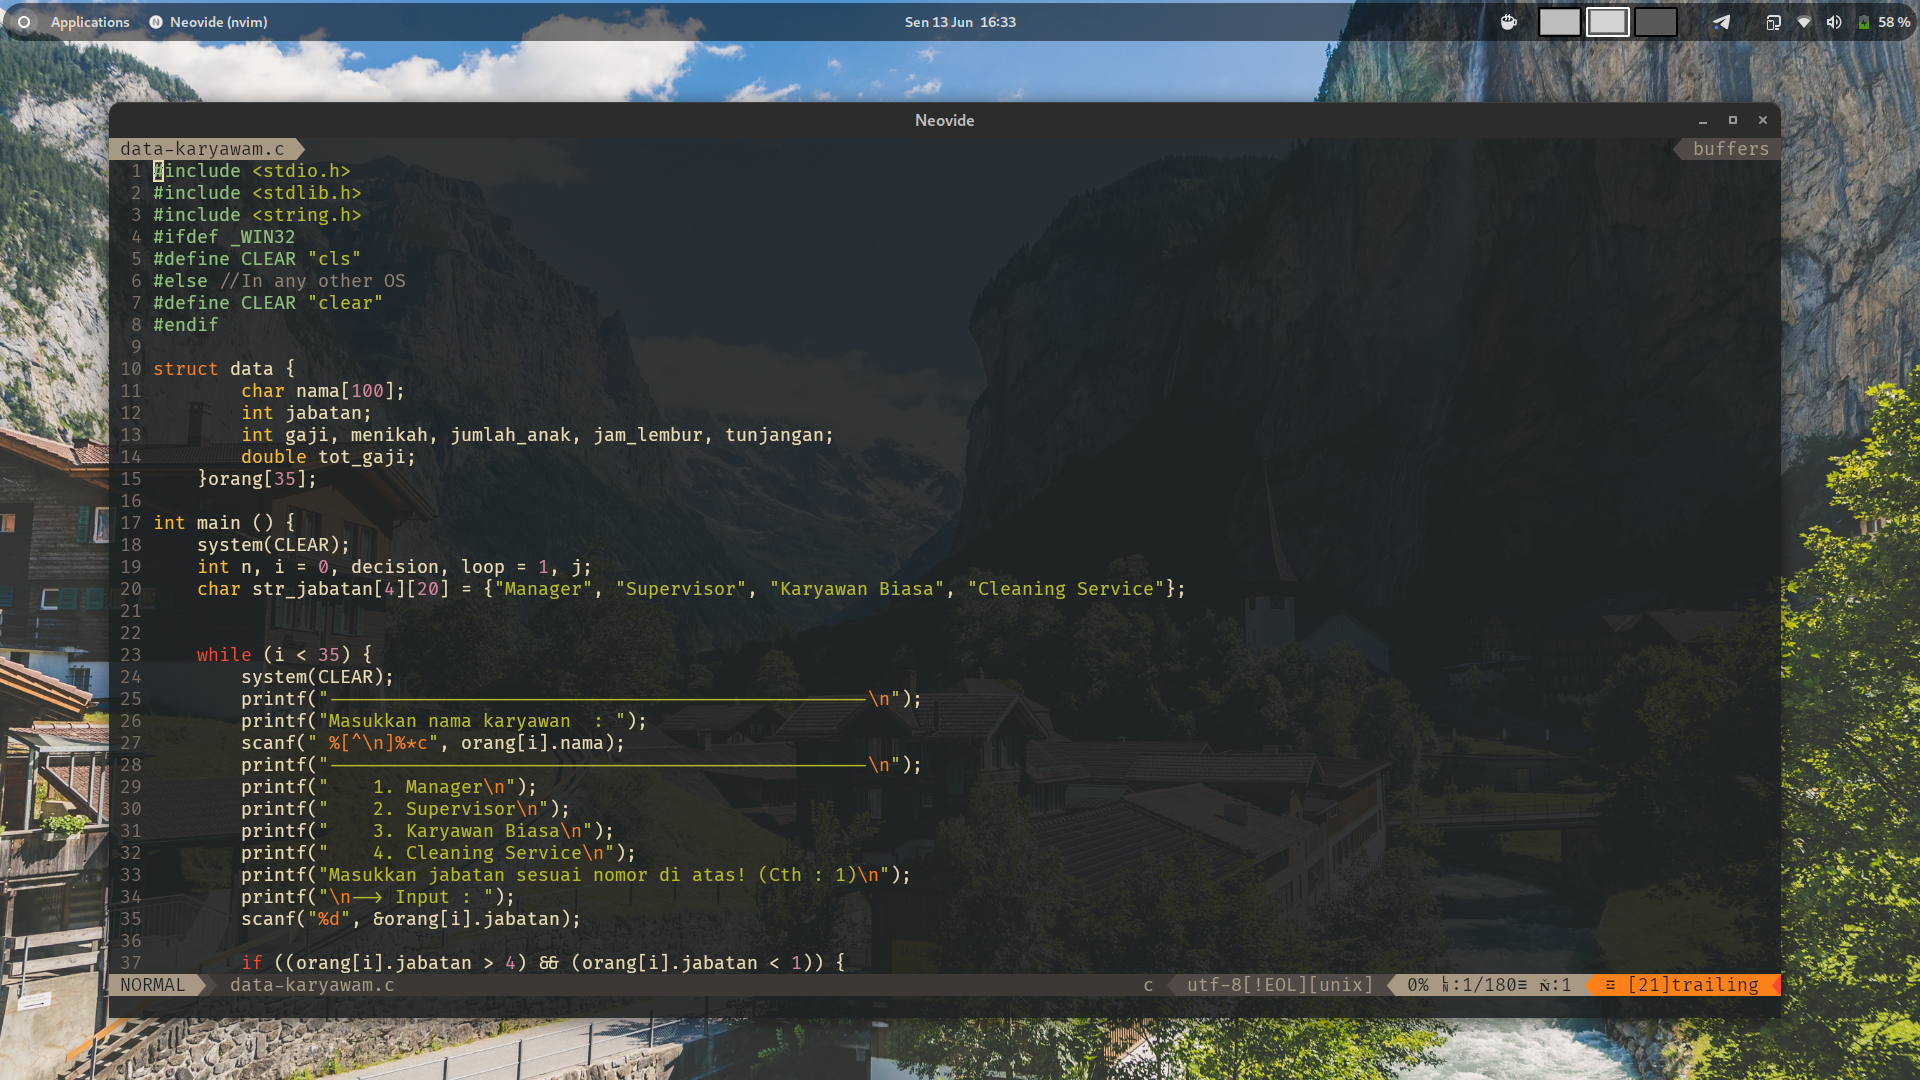 Applications Neovide (nvim) Sen 13 Jun 16:33 58 %
Neovide
data-karyawam.c buffers
1 #include <stdio.h>
2 #include <stdlib.h>
3 #include <string.h>
4 #ifdef _WIN32
5 #define CLEAR "cls"
6 #else //In any other OS
7 #define CLEAR "clear"
8 #endif
9
10 struct data {
11 char nama[100];
12 int jabatan;
13 int gaji, menikah, jumlah_anak, jam_lembur, tunjangan;
14 double tot_gaji;
15 }orang[35];
16
17 int main () {
18 system(CLEAR);
19 int n, i = 0, decision, loop = 1, j;
20 char str_jabatan[4][20] = {"Manager", "Supervisor", "Karyawan Biasa", "Cleaning Service"};
21
22
23 while (i < 35) {
24 system(CLEAR);
25 printf("-------------------------------------------------\n");
26 printf("Masukkan nama karyawan  : ");
27 scanf(" %[^\n]%*c", orang[i].nama);
28 printf("-------------------------------------------------\n");
29 printf("    1. Manager\n");
30 printf("    2. Supervisor\n");
31 printf("    3. Karyawan Biasa\n");
32 printf("    4. Cleaning Service\n");
33 printf("Masukkan jabatan sesuai nomor di atas! (Cth : 1)\n");
34 printf("\n--> Input : ");
35 scanf("%d", &orang[i].jabatan);
36
37 if ((orang[i].jabatan > 4) && (orang[i].jabatan < 1)) {
NORMAL data-karyawam.c c utf-8[!EOL][unix] 0% ㏑:1/180≡ ℅:1 Ξ [21]trailing